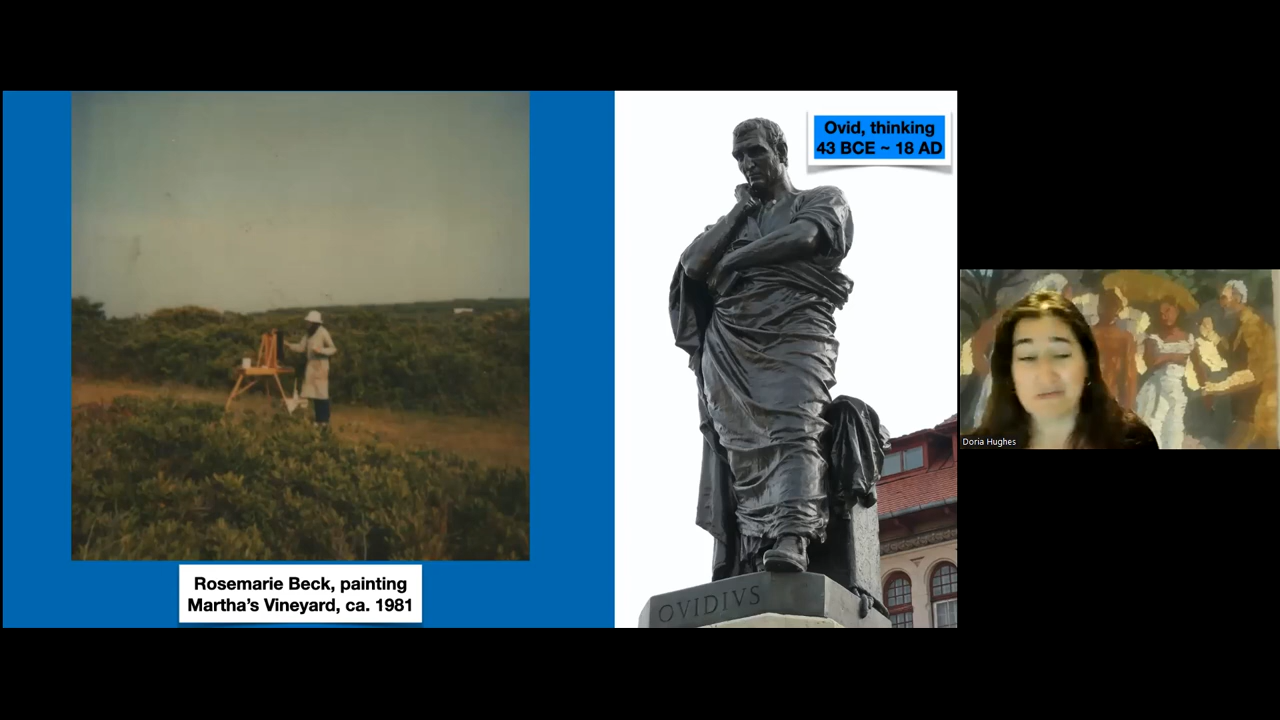 Ovid, thinking
43 BCE ~ 18 AD
OVIDIVS
Rosemarie Beck, painting
Martha's Vineyard, ca. 1981
Doria Hughes